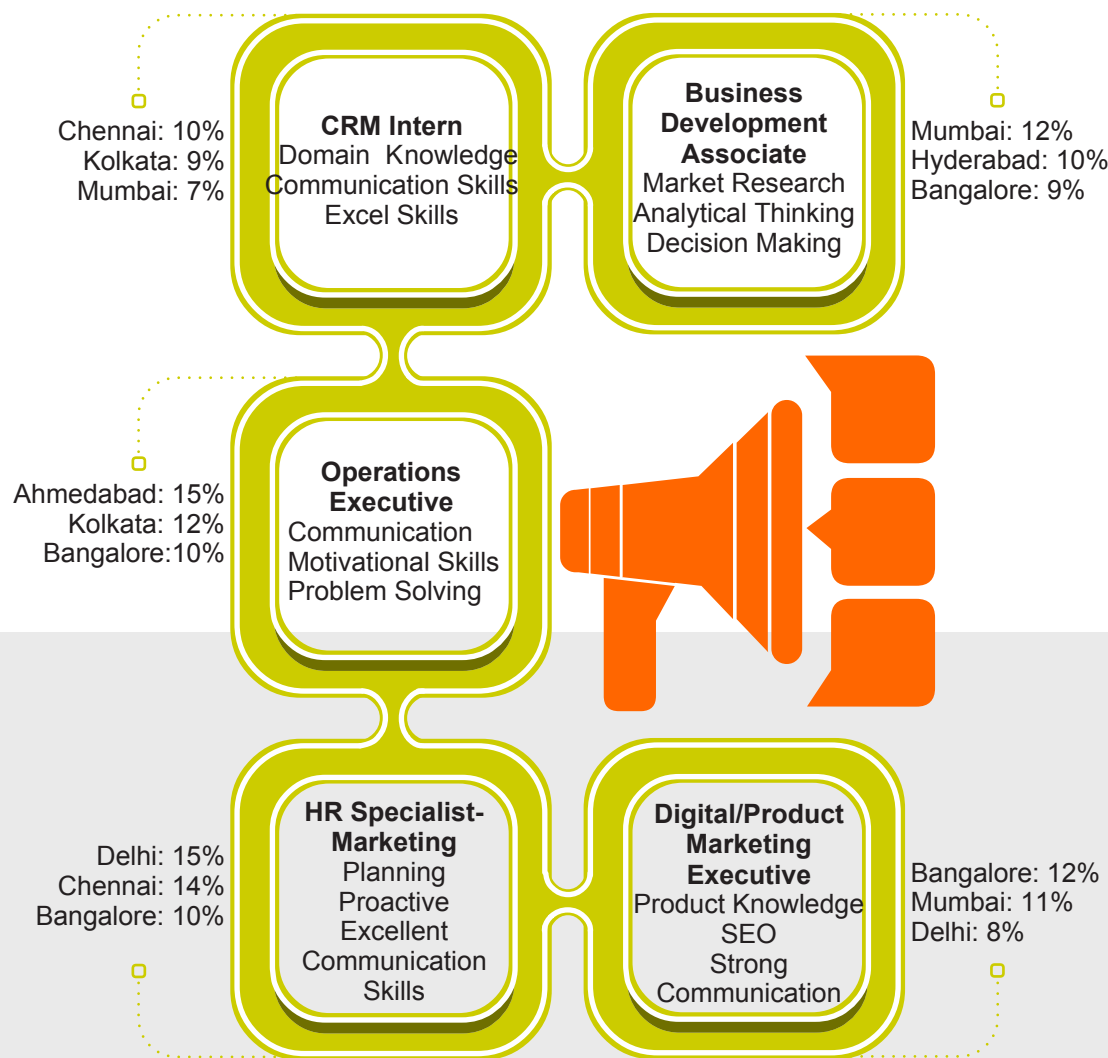 Chennai: 10%
Kolkata: 9%
Mumbai: 7%
CRM Intern
Domain Knowledge
Communication Skills
Excel Skills
Business
Development
Associate
Market Research
Analytical Thinking
Decision Making
Mumbai: 12%
Hyderabad: 10%
Bangalore: 9%
Ahmedabad: 15%
Kolkata: 12%
Bangalore:10%
Operations
Executive
Communication
Motivational Skills
Problem Solving
Delhi: 15%
Chennai: 14%
Bangalore: 10%
HR Specialist-
Marketing
Planning
Proactive
Excellent
Communication
Skills
Digital/Product
Marketing
Executive
Product Knowledge
SEO
Strong
Communication
Bangalore: 12%
Mumbai: 11%
Delhi: 8%